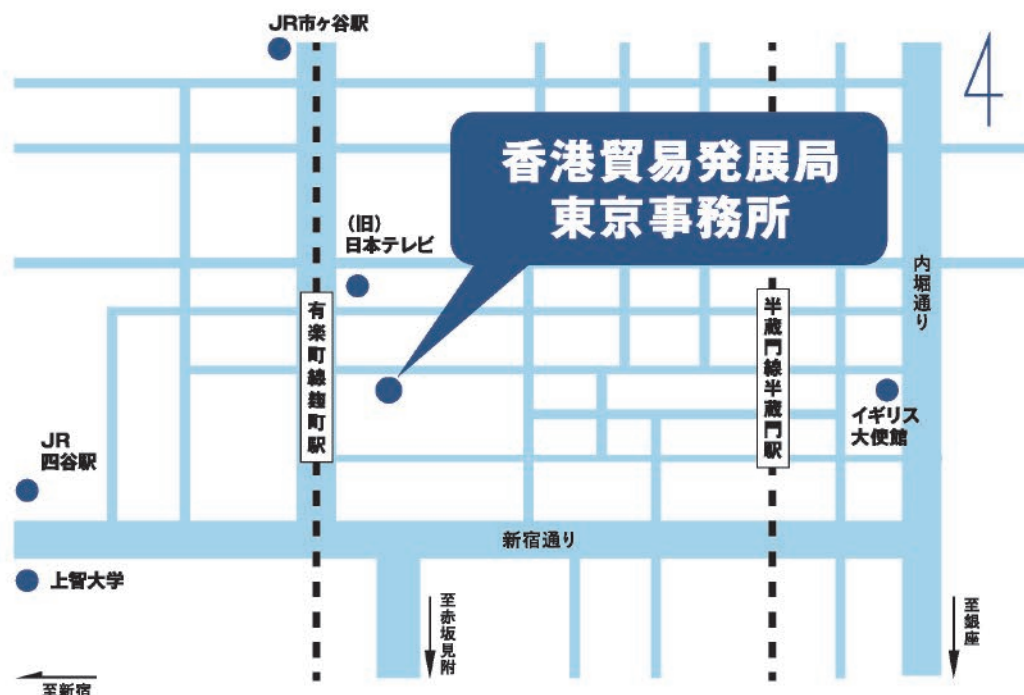 JR市ヶ谷駅
香港貿易発展局
東京事務所
(旧)
日本テレビ
内堀通り
有楽町線麹町駅
半蔵門線半蔵門駅
イギリス
大使館
JR
四谷駅
新宿通り
上智大学
至赤坂見附
至銀座
至新宿